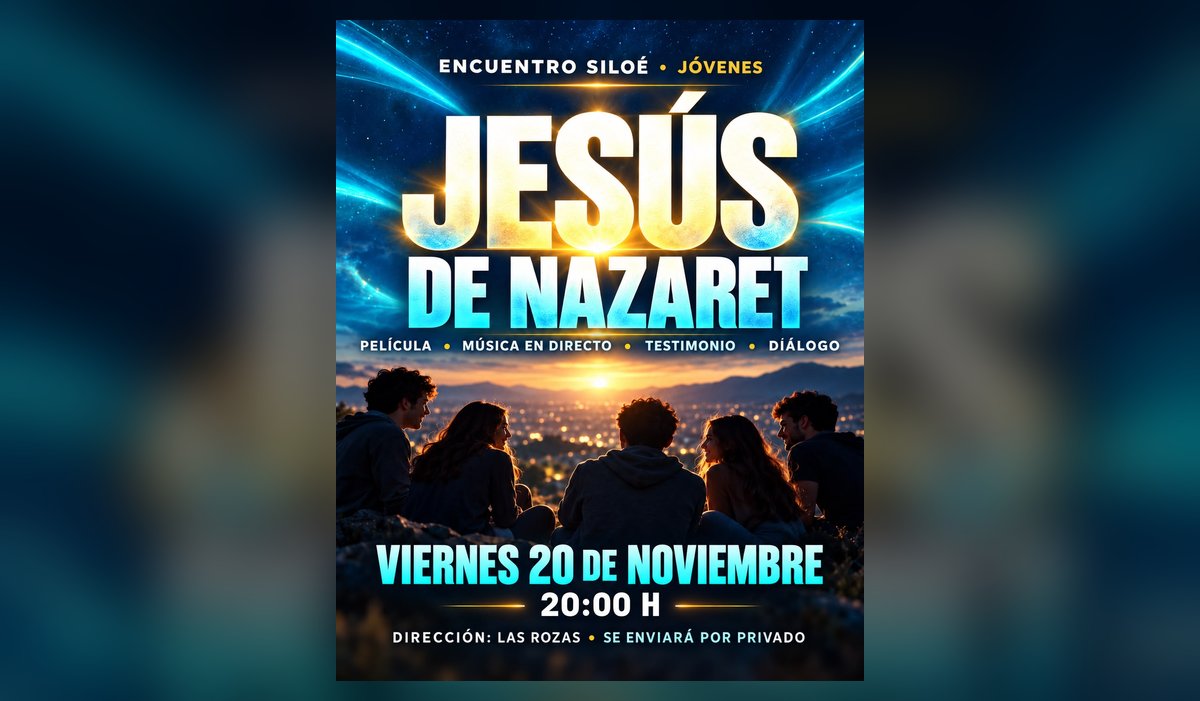 ENCUENTRO SILOÉ • JÓVENES
JESÚS
DE NAZARET
PELÍCULA • MÚSICA EN DIRECTO • TESTIMONIO • DIÁLOGO
VIERNES 20 DE NOVIEMBRE
20:00 H
DIRECCIÓN: LAS ROZAS • SE ENVIARÁ POR PRIVADO